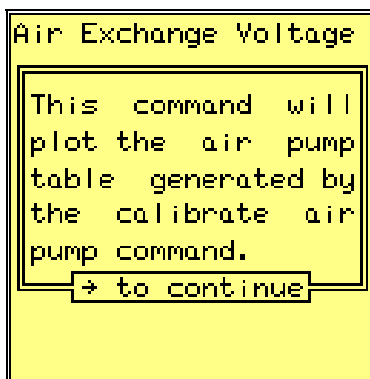 Air Exchange Voltage
This command will
plot the air pump
table generated by
the calibrate air
pump command.
→ to continue